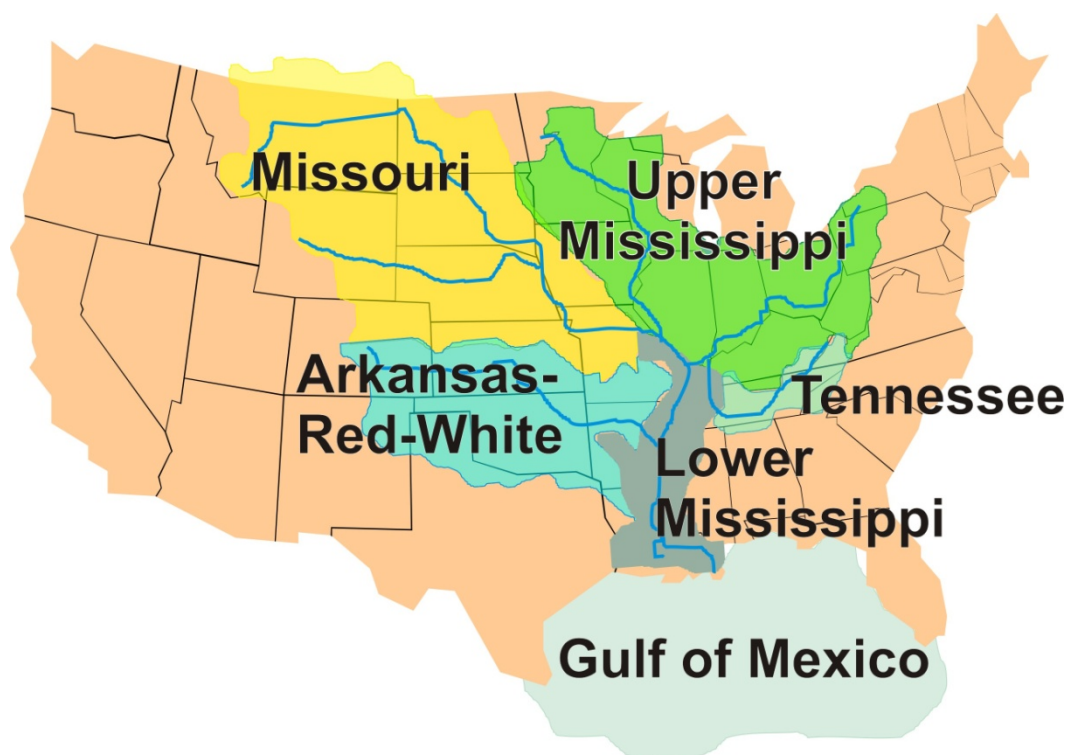 Missouri
Upper
Mississippi
Arkansas-
Red-White
Tennessee
Lower
Mississippi
Gulf of Mexico